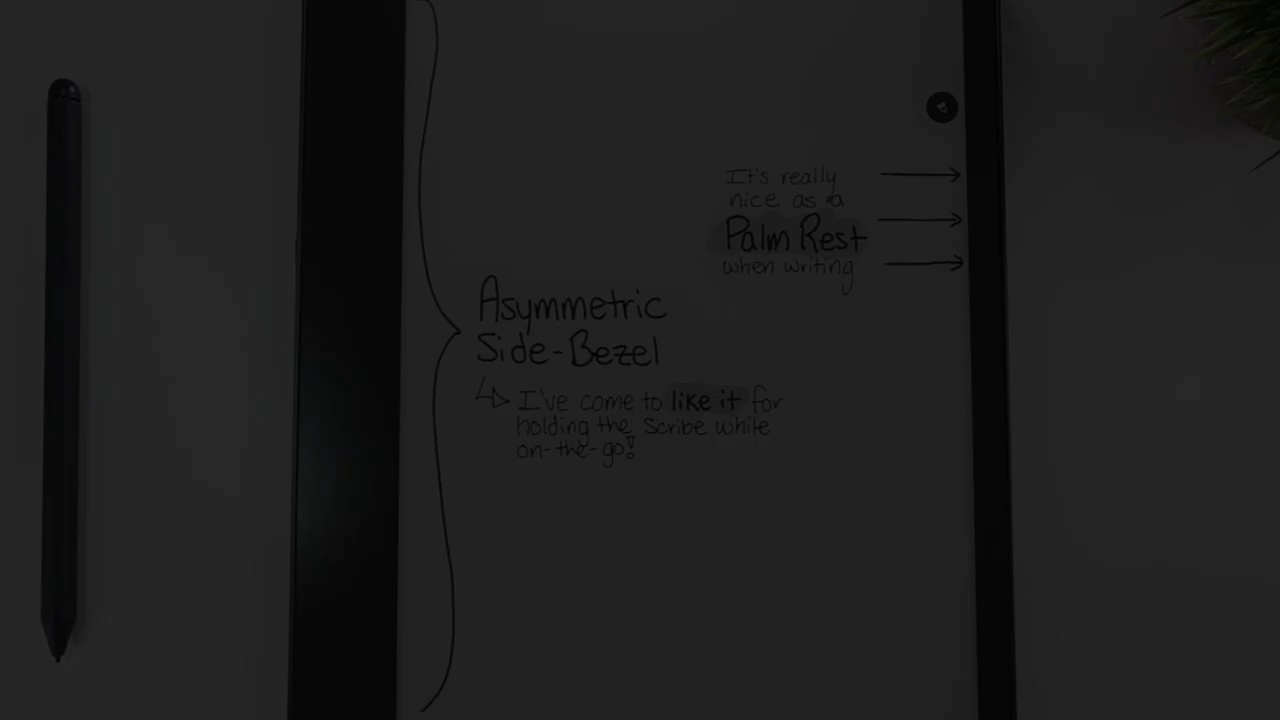 It's really
nice as a
Palm Rest
when writing
Asymmetric
Side-Bezel
I've come to like it for
holding the Scribe while
on-the-go!